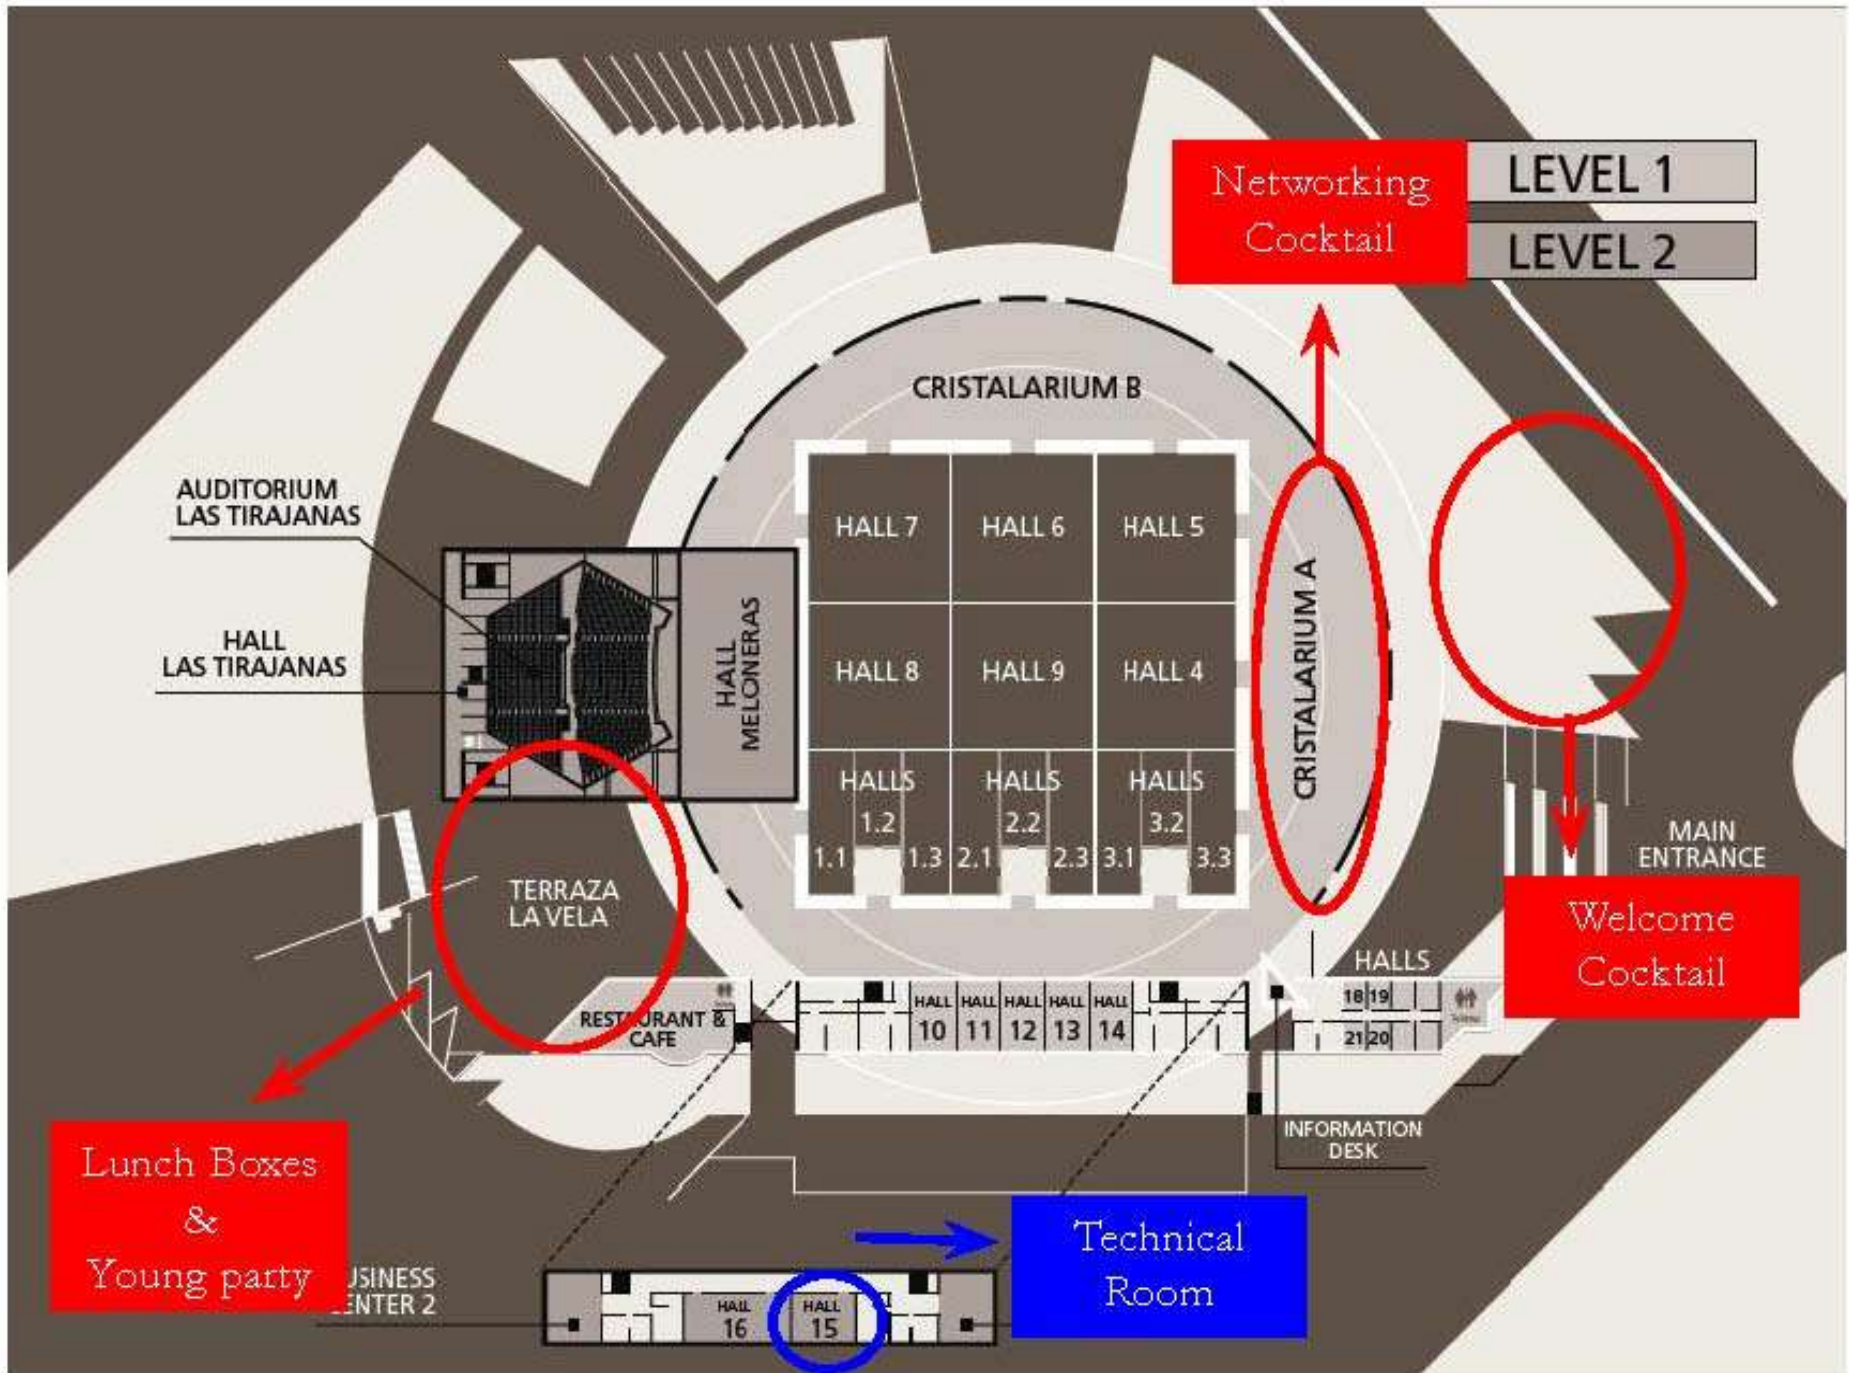 Networking
Cocktail
LEVEL 1
LEVEL 2
CRISTALARIUM B
AUDITORIUM
LAS TIRAJANAS
HALL
LAS TIRAJANAS
HALL
MELONERAS
HALL 7
HALL 6
HALL 5
HALL 8
HALL 9
HALL 4
HALLS
1.1
1.2
1.3
HALLS
2.1
2.2
2.3
HALLS
3.1
3.2
3.3
CRISTALARIUM A
MAIN
ENTRANCE
Welcome
Cocktail
TERRAZA
LA VELA
RESTAURANT &
CAFE
HALL
10
HALL
11
HALL
12
HALL
13
HALL
14
HALLS
18 19
21 20
INFORMATION
DESK
Lunch Boxes
&
Young party
USINESS
ENTER 2
HALL
16
HALL
15
Technical
Room